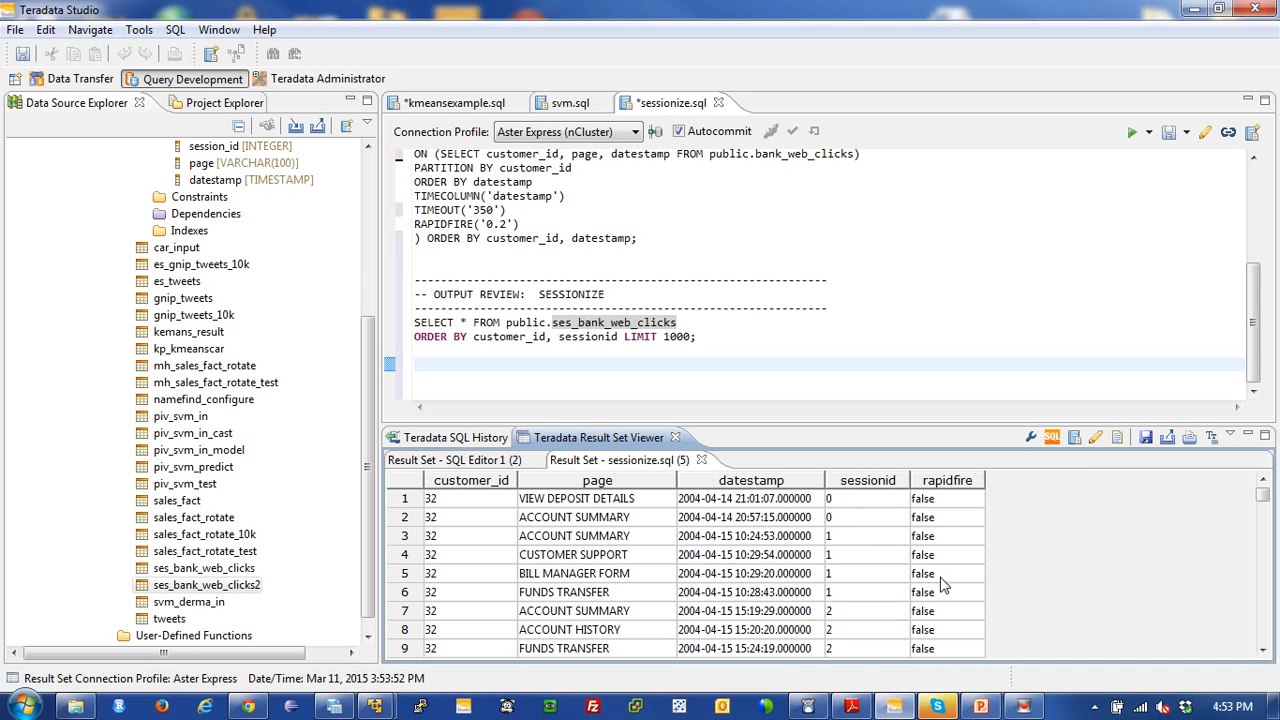 Teradata Studio
File Edit Navigate Tools SQL Window Help
Data Transfer Query Development Teradata Administrator
Data Source Explorer Project Explorer
session_id [INTEGER]
page [VARCHAR(100)]
datestamp [TIMESTAMP]
Constraints
Dependencies
Indexes
car_input
es_gnip_tweets_10k
es_tweets
gnip_tweets
gnip_tweets_10k
kemans_result
kp_kmeanscar
mh_sales_fact_rotate
mh_sales_fact_rotate_test
namefind_configure
piv_svm_in
piv_svm_in_cast
piv_svm_in_model
piv_svm_predict
piv_svm_test
sales_fact
sales_fact_rotate
sales_fact_rotate_10k
sales_fact_rotate_test
ses_bank_web_clicks
ses_bank_web_clicks2
svm_derma_in
tweets
User-Defined Functions
*kmeansexample.sql svm.sql *sessionize.sql
Connection Profile: Aster Express (nCluster) Autocommit
ON (SELECT customer_id, page, datestamp FROM public.bank_web_clicks)
PARTITION BY customer_id
ORDER BY datestamp
TIMECOLUMN('datestamp')
TIMEOUT('350')
RAPIDFIRE('0.2')
) ORDER BY customer_id, datestamp;
----------------------------------------------------------------
-- OUTPUT REVIEW: SESSIONIZE
----------------------------------------------------------------
SELECT * FROM public.ses_bank_web_clicks
ORDER BY customer_id, sessionid LIMIT 1000;
Teradata SQL History Teradata Result Set Viewer
SQL
Result Set - SQL Editor1 (2) Result Set - sessionize.sql (5)
customer_id page datestamp sessionid rapidfire
1 32 VIEW DEPOSIT DETAILS 2004-04-14 21:01:07.000000 0 false
2 32 ACCOUNT SUMMARY 2004-04-14 20:57:15.000000 0 false
3 32 ACCOUNT SUMMARY 2004-04-15 10:24:53.000000 1 false
4 32 CUSTOMER SUPPORT 2004-04-15 10:29:54.000000 1 false
5 32 BILL MANAGER FORM 2004-04-15 10:29:20.000000 1 false
6 32 FUNDS TRANSFER 2004-04-15 10:28:43.000000 1 false
7 32 ACCOUNT SUMMARY 2004-04-15 15:19:29.000000 2 false
8 32 ACCOUNT HISTORY 2004-04-15 15:20:20.000000 2 false
9 32 FUNDS TRANSFER 2004-04-15 15:24:19.000000 2 false
Result Set Connection Profile: Aster Express Date/Time: Mar 11, 2015 3:53:52 PM
4:53 PM